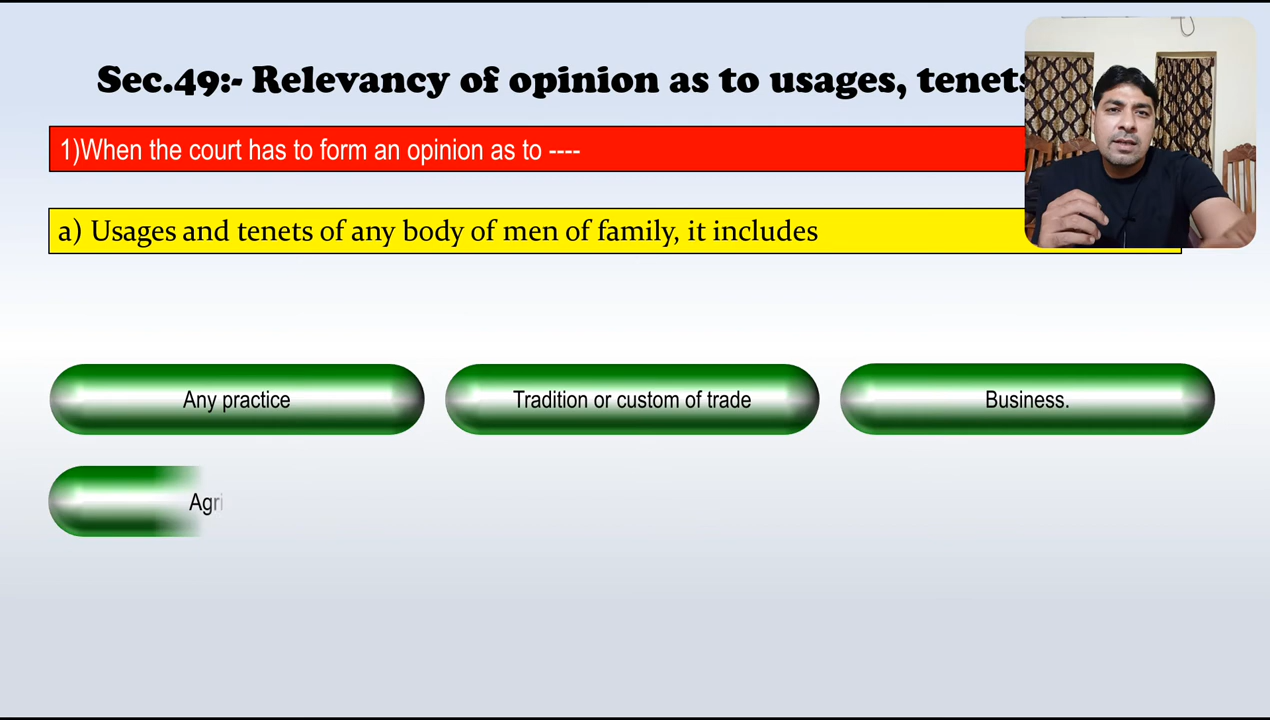 Sec.49:- Relevancy of opinion as to usages, tenets
1)When the court has to form an opinion as to ----
a) Usages and tenets of any body of men of family, it includes
Any practice
Tradition or custom of trade
Business.
Agri